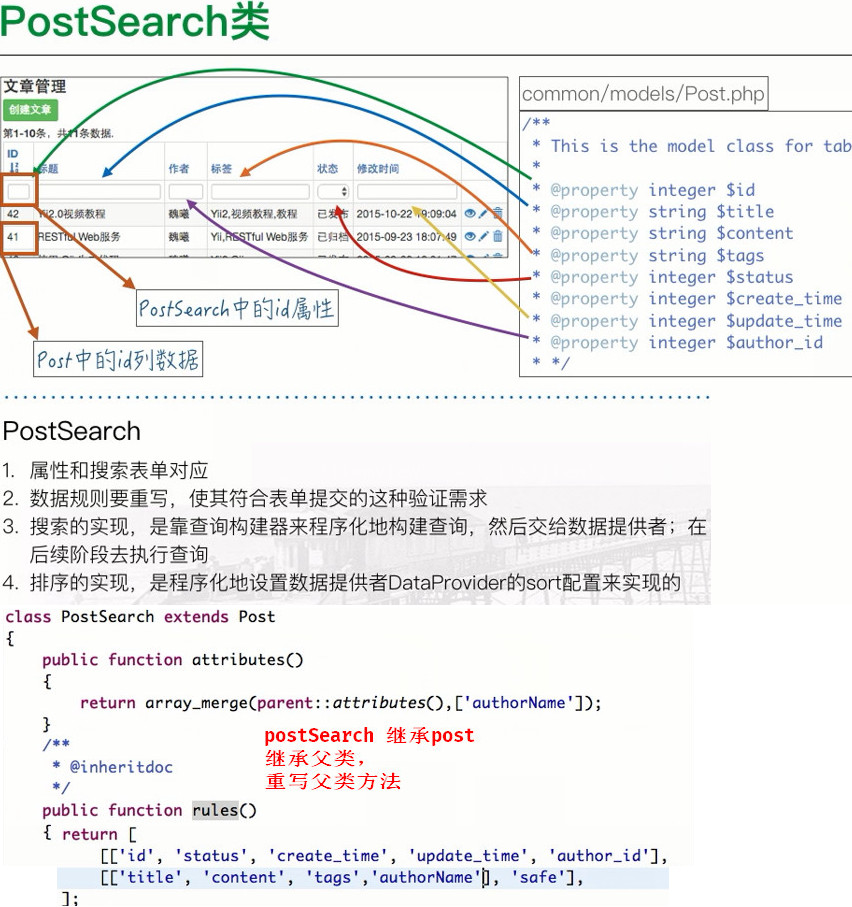 PostSearch类
文章管理
创建文章
第1-10条，共11条数据.
ID 标题 作者 标签 状态 修改时间
42 Yii2.0视频教程 魏曦 Yii2,视频教程,教程 已发布 2015-10-22 19:09:04
41 RESTful Web服务 魏曦 Yii,RESTful Web服务 已归档 2015-09-23 18:07:49
PostSearch中的id属性
Post中的id列数据
common/models/Post.php
/**
* This is the model class for tab
*
* @property integer $id
* @property string $title
* @property string $content
* @property string $tags
* @property integer $status
* @property integer $create_time
* @property integer $update_time
* @property integer $author_id
* */
PostSearch
1. 属性和搜索表单对应
2. 数据规则要重写，使其符合表单提交的这种验证需求
3. 搜索的实现，是靠查询构建器来程序化地构建查询，然后交给数据提供者；在
后续阶段去执行查询
4. 排序的实现，是程序化地设置数据提供者DataProvider的sort配置来实现的
class PostSearch extends Post
{
public function attributes()
{
return array_merge(parent::attributes(),['authorName']);
}
/**
* @inheritdoc
*/
postSearch 继承post
继承父类，
重写父类方法
public function rules()
{ return [
[['id', 'status', 'create_time', 'update_time', 'author_id'],
[['title', 'content', 'tags','authorName'], 'safe'],
];